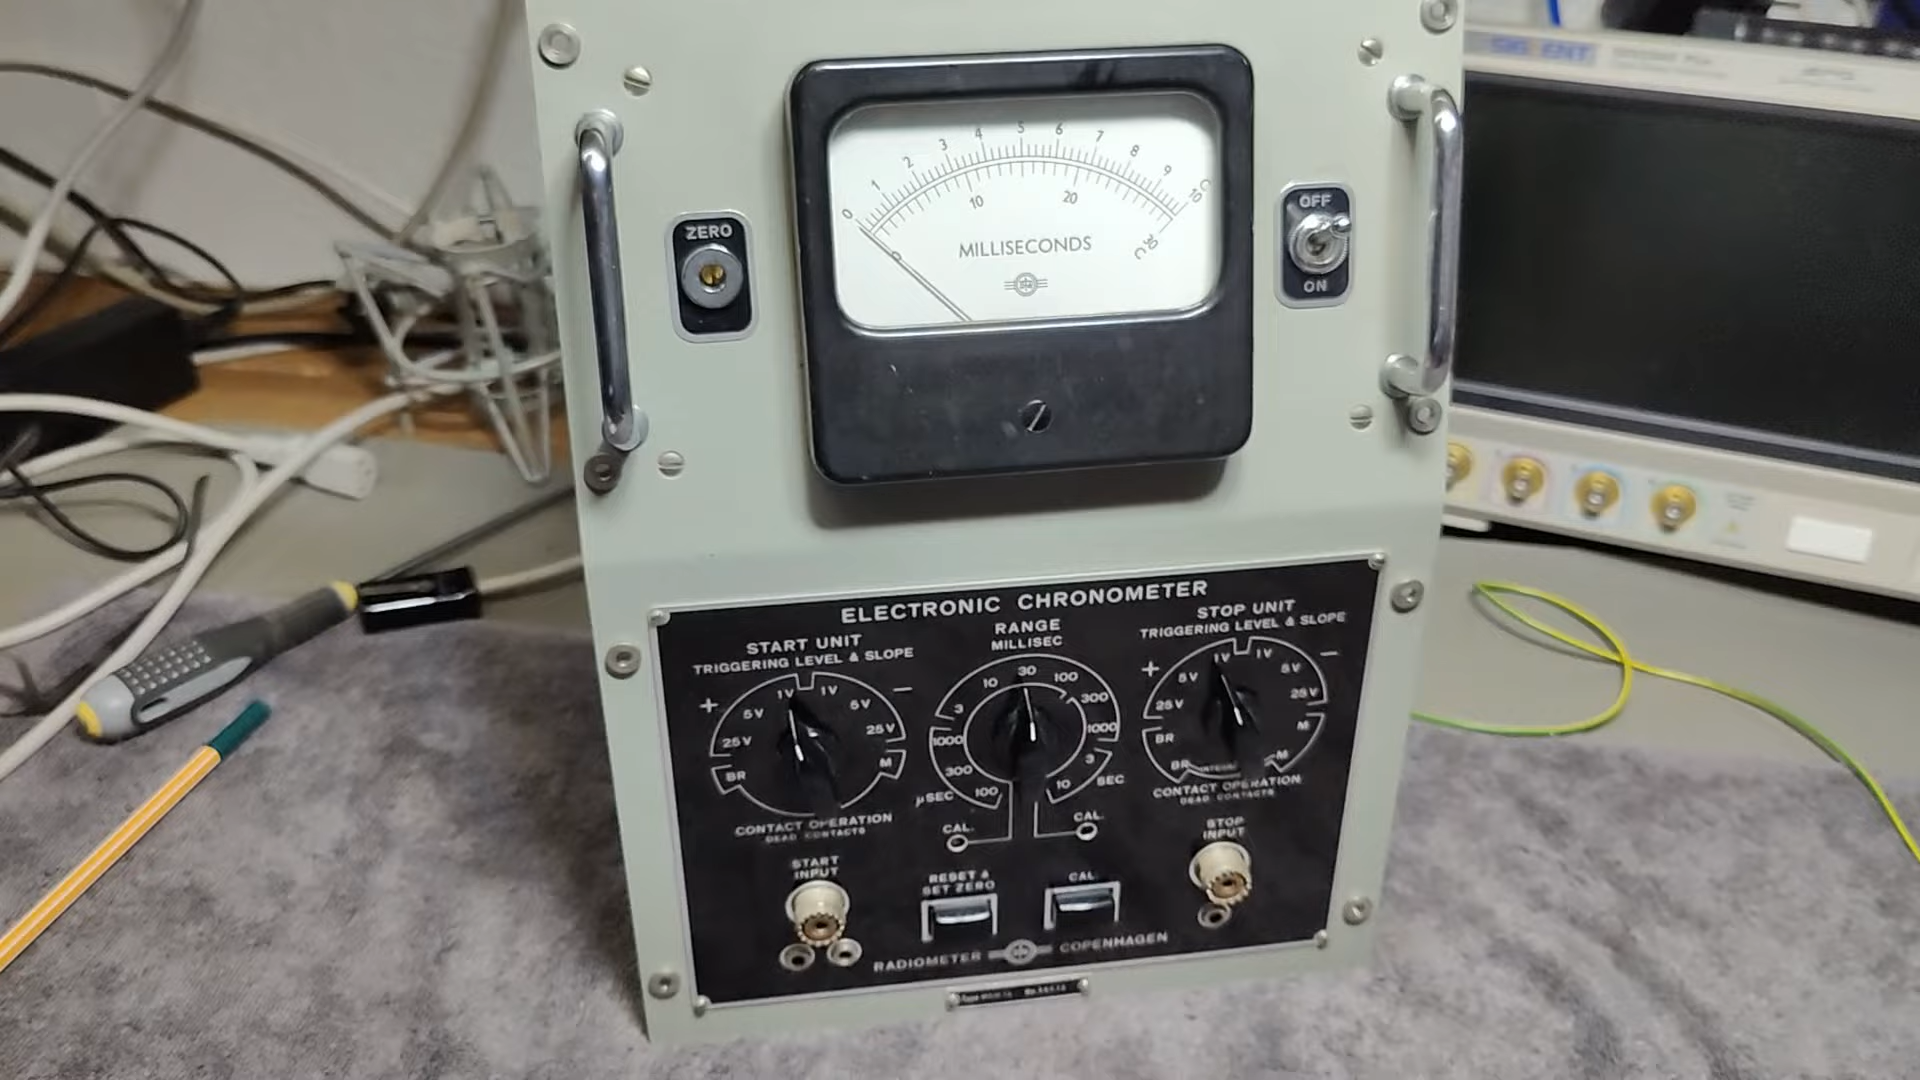 SIGLENT
0 1 2 3 4 5 6 7 8 9 10
0 10 20 30
C
C
MILLISECONDS
ZERO
OFF
ON
ELECTRONIC CHRONOMETER
START UNIT
TRIGGERING LEVEL & SLOPE
+ −
1V 1V
5V 5V
25V 25V
BR M
CONTACT OPERATION
DEAD CONTACTS
RANGE
MILLISEC
3 10 30 100 300 1000
1000 300 100
µSEC
3 10
SEC
CAL. CAL.
STOP UNIT
TRIGGERING LEVEL & SLOPE
+ −
1V 1V
5V 5V
25V 25V
BR M
BR M
CONTACT OPERATION
DEAD CONTACTS
START
INPUT
RESET &
SET ZERO
CAL.
STOP
INPUT
RADIOMETER COPENHAGEN